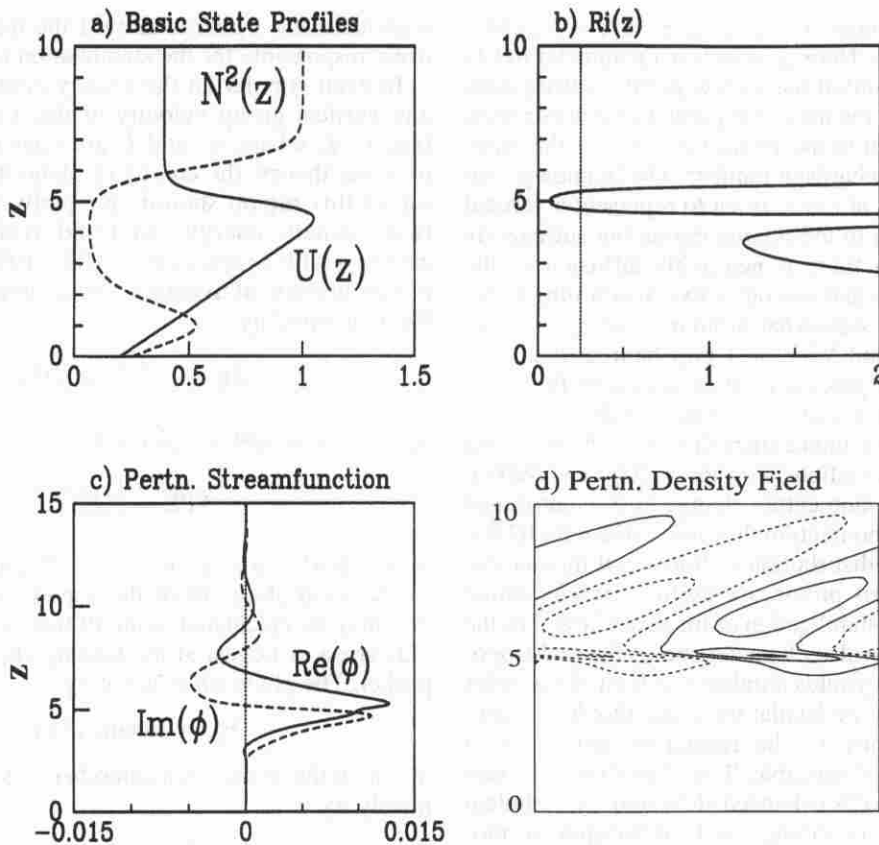 a) Basic State Profiles
10
5
0
z
N²(z)
U(z)
0
0.5
1
1.5
b) Ri(z)
10
5
0
0
1
2
c) Pertn. Streamfunction
15
10
5
0
z
Re(ϕ)
Im(ϕ)
-0.015
0
0.015
d) Pertn. Density Field
10
5
0